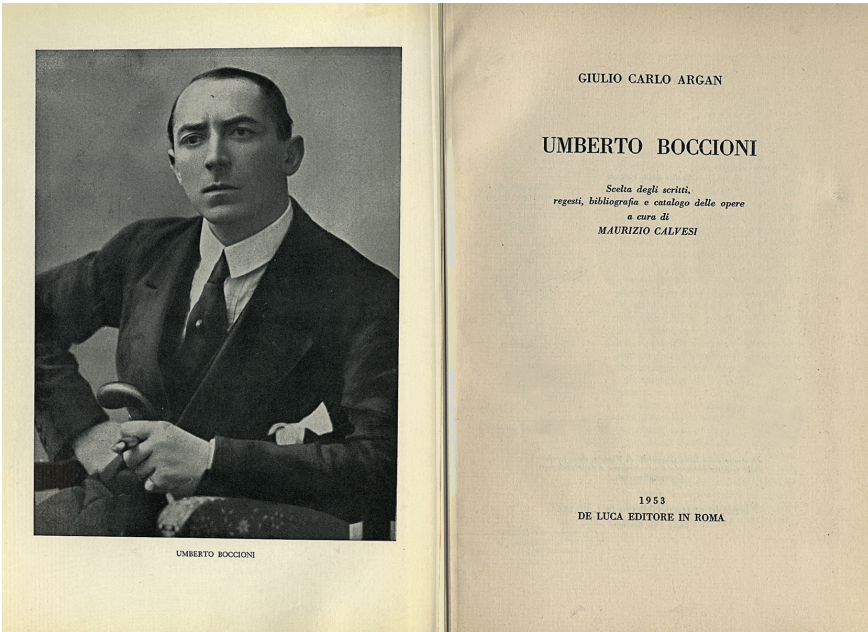 UMBERTO BOCCIONI
GIULIO CARLO ARGAN
UMBERTO BOCCIONI
Scelta degli scritti,
regesti, bibliografia e catalogo delle opere
a cura di
MAURIZIO CALVESI
1953
DE LUCA EDITORE IN ROMA